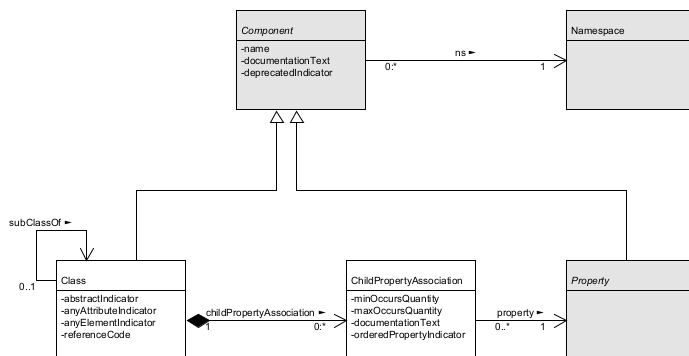 Component
-name
-documentationText
-deprecatedIndicator
Namespace
ns ►
0:*
1
subClassOf ►
0..1
Class
-abstractIndicator
-anyAttributeIndicator
-anyElementIndicator
-referenceCode
childPropertyAssociation ►
1
0:*
ChildPropertyAssociation
-minOccursQuantity
-maxOccursQuantity
-documentationText
-orderedPropertyIndicator
property ►
0..*
1
Property